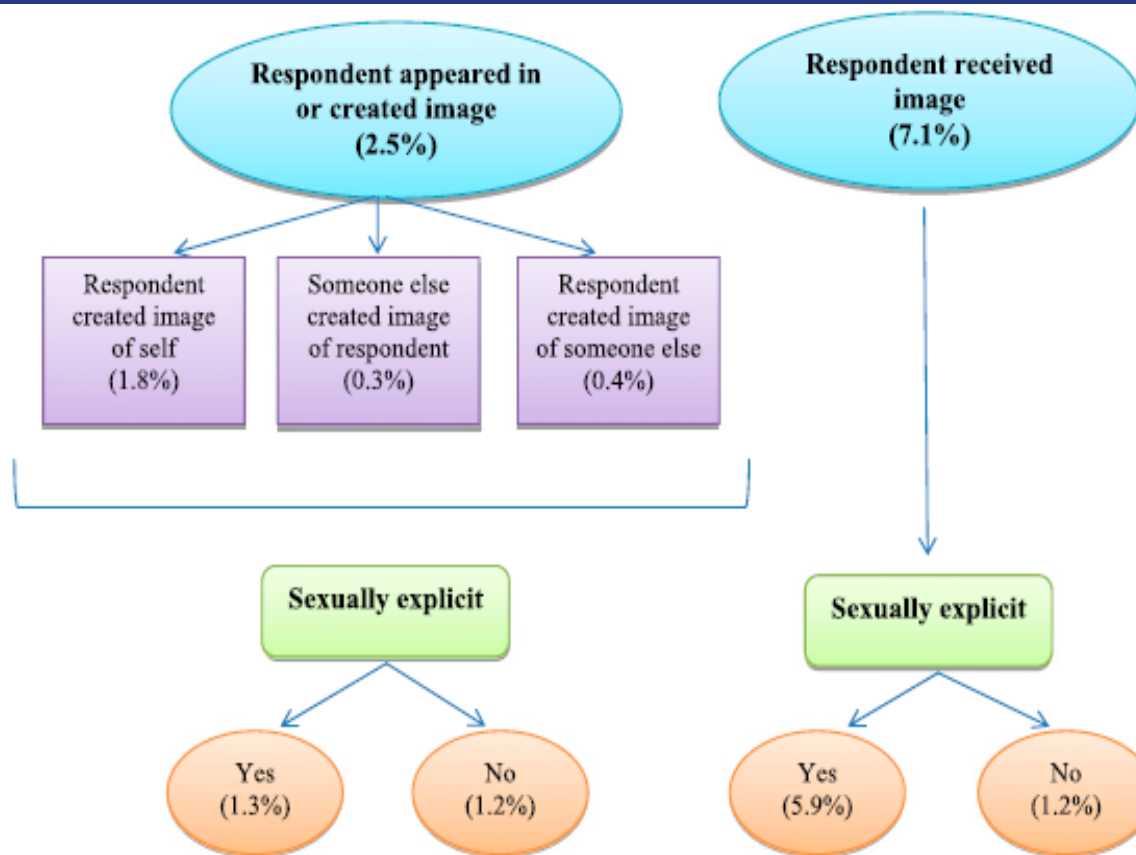 Respondent appeared in
or created image
(2.5%)
Respondent received
image
(7.1%)
Respondent
created image
of self
(1.8%)
Someone else
created image
of respondent
(0.3%)
Respondent
created image
of someone else
(0.4%)
Sexually explicit
Sexually explicit
Yes
(1.3%)
No
(1.2%)
Yes
(5.9%)
No
(1.2%)